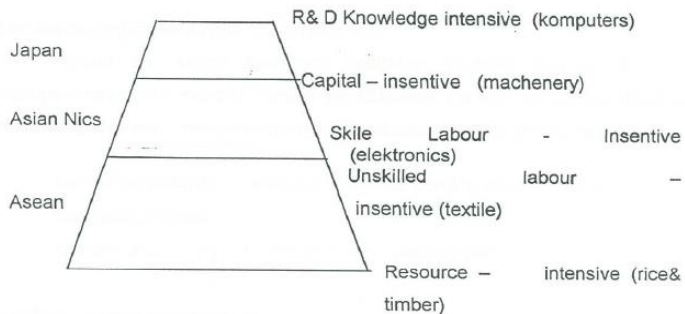 R& D Knowledge intensive (komputers)
Japan
Capital – insentive (machenery)
Asian Nics
Skile Labour - Insentive
(elektronics)
Unskilled labour –
Asean
insentive (textile)
Resource – intensive (rice&
timber)